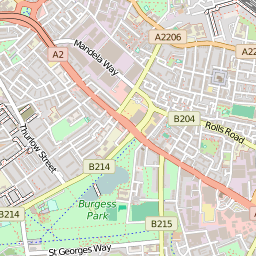 A2206
A2
A22
Mandela Way
B204
Rolls Road
Thurlow Street
B214
Burgess
Park
B214
B215
A
St Georges Way